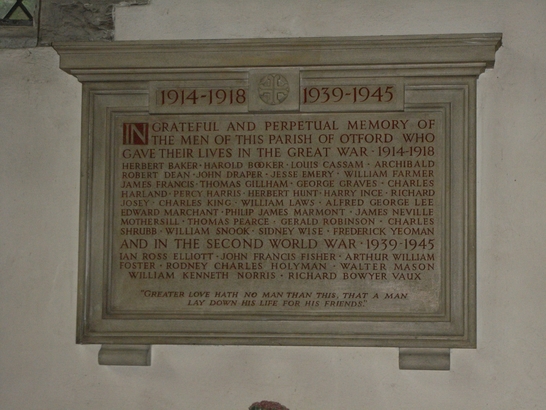 1914-1918 1939-1945
IN GRATEFUL AND PERPETUAL MEMORY OF
THE MEN OF THIS PARISH OF OTFORD WHO
GAVE THEIR LIVES IN THE GREAT WAR · 1914-1918
HERBERT BAKER · HAROLD BOOKER · LOUIS CASSAM · ARCHIBALD
ROBERT DEAN · JOHN DRAPER · JESSE EMERY · WILLIAM FARMER
JAMES FRANCIS · THOMAS GILLHAM · GEORGE GRAVES · CHARLES
HARLAND · PERCY HARRIS · HERBERT HUNT · HARRY INCE · RICHARD
JOSEY · CHARLES KING · WILLIAM LAWS · ALFRED GEORGE LEE
EDWARD MARCHANT · PHILIP JAMES MARMONT · JAMES NEVILLE
MOTHERSILL · THOMAS PEARCE · GERALD ROBINSON · CHARLES
SHRUBB · WILLIAM SNOOK · SIDNEY WISE · FREDERICK YEOMAN
AND IN THE SECOND WORLD WAR · 1939-1945
IAN ROSS ELLIOTT · JOHN FRANCIS FISHER · ARTHUR WILLIAM
FOSTER · RODNEY CHARLES HOLYMAN · WALTER MASON
WILLIAM KENNETH NORRIS · RICHARD BOWYER VAUX
"GREATER LOVE HATH NO MAN THAN THIS, THAT A MAN
LAY DOWN HIS LIFE FOR HIS FRIENDS."